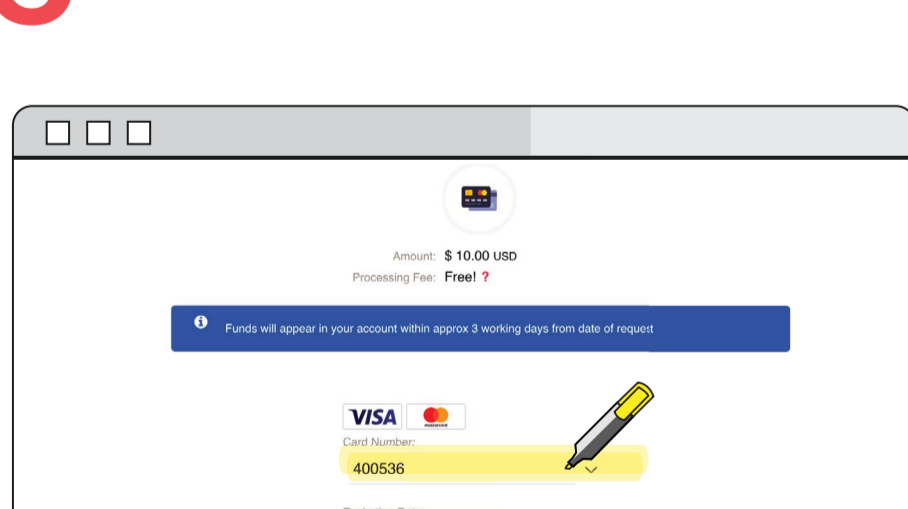 Amount: $ 10.00 USD
Processing Fee: Free! ?
Funds will appear in your account within approx 3 working days from date of request
VISA
mastercard
Card Number:
400536